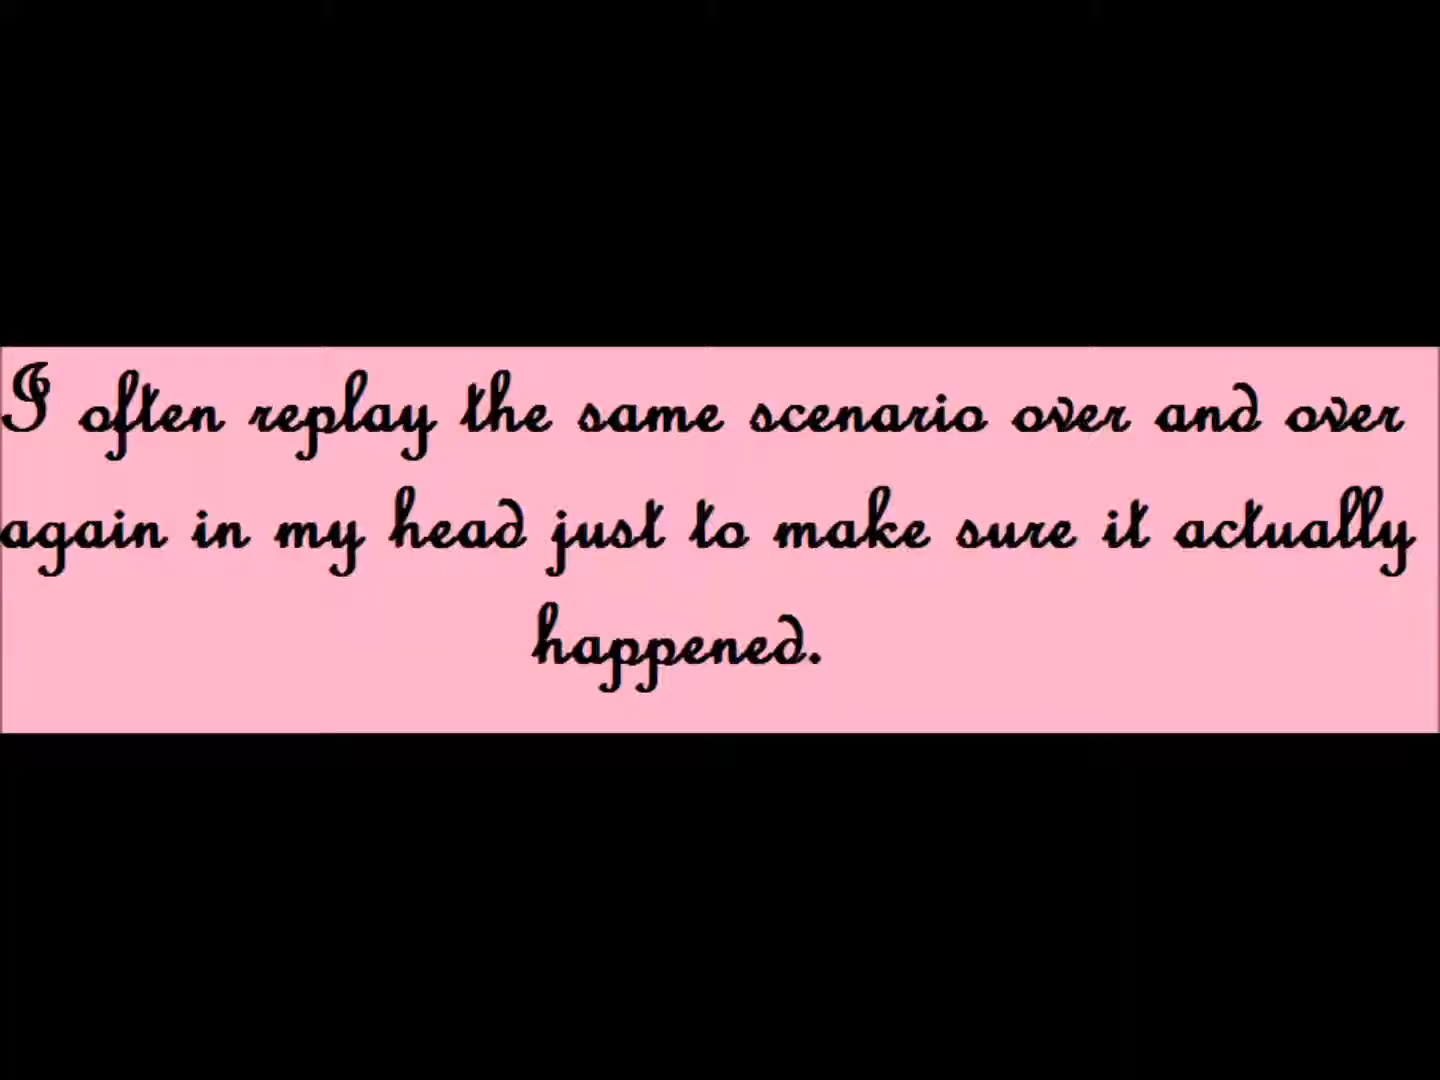 I often replay the same scenario over and over
again in my head just to make sure it actually
happened.